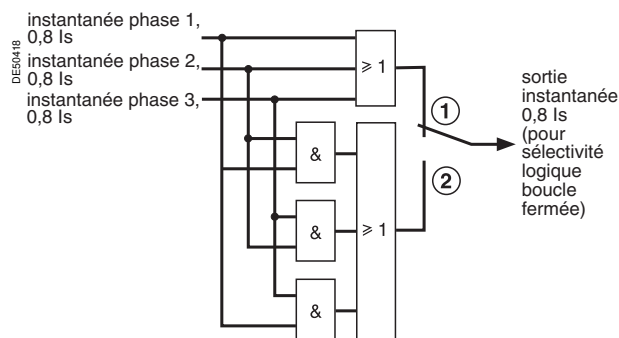 instantanée phase 1,
0,8 Is
instantanée phase 2,
0,8 Is
instantanée phase 3,
0,8 Is
DE50418
≥ 1
&
&
≥ 1
&
1
2
sortie
instantanée
0,8 Is
(pour
sélectivité
logique
boucle
fermée)